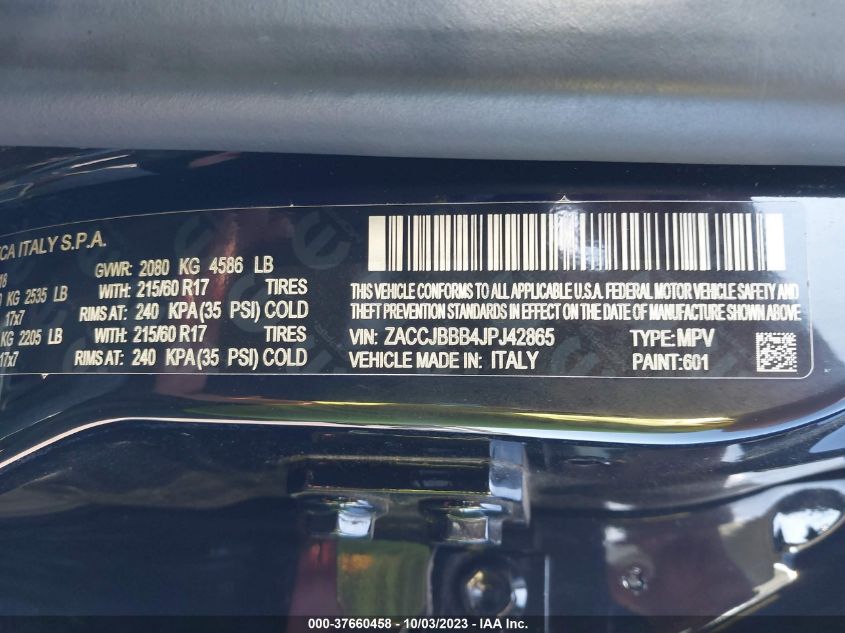 CA ITALY S.P.A.
18
GVWR: 2080 KG 4586 LB
KG 2535 LB WITH: 215/60 R17 TIRES
17x7 RIMS AT: 240 KPA(35 PSI) COLD
KG 2205 LB WITH: 215/60 R17 TIRES
17x7 RIMS AT: 240 KPA(35 PSI) COLD
THIS VEHICLE CONFORMS TO ALL APPLICABLE U.S.A. FEDERAL MOTOR VEHICLE SAFETY AND
THEFT PREVENTION STANDARDS IN EFFECT ON THE DATE OF MANUFACTURE SHOWN ABOVE
VIN: ZACCJBBB4JPJ42865 TYPE: MPV
VEHICLE MADE IN: ITALY PAINT:601
000-37660458 - 10/03/2023 - IAA Inc.